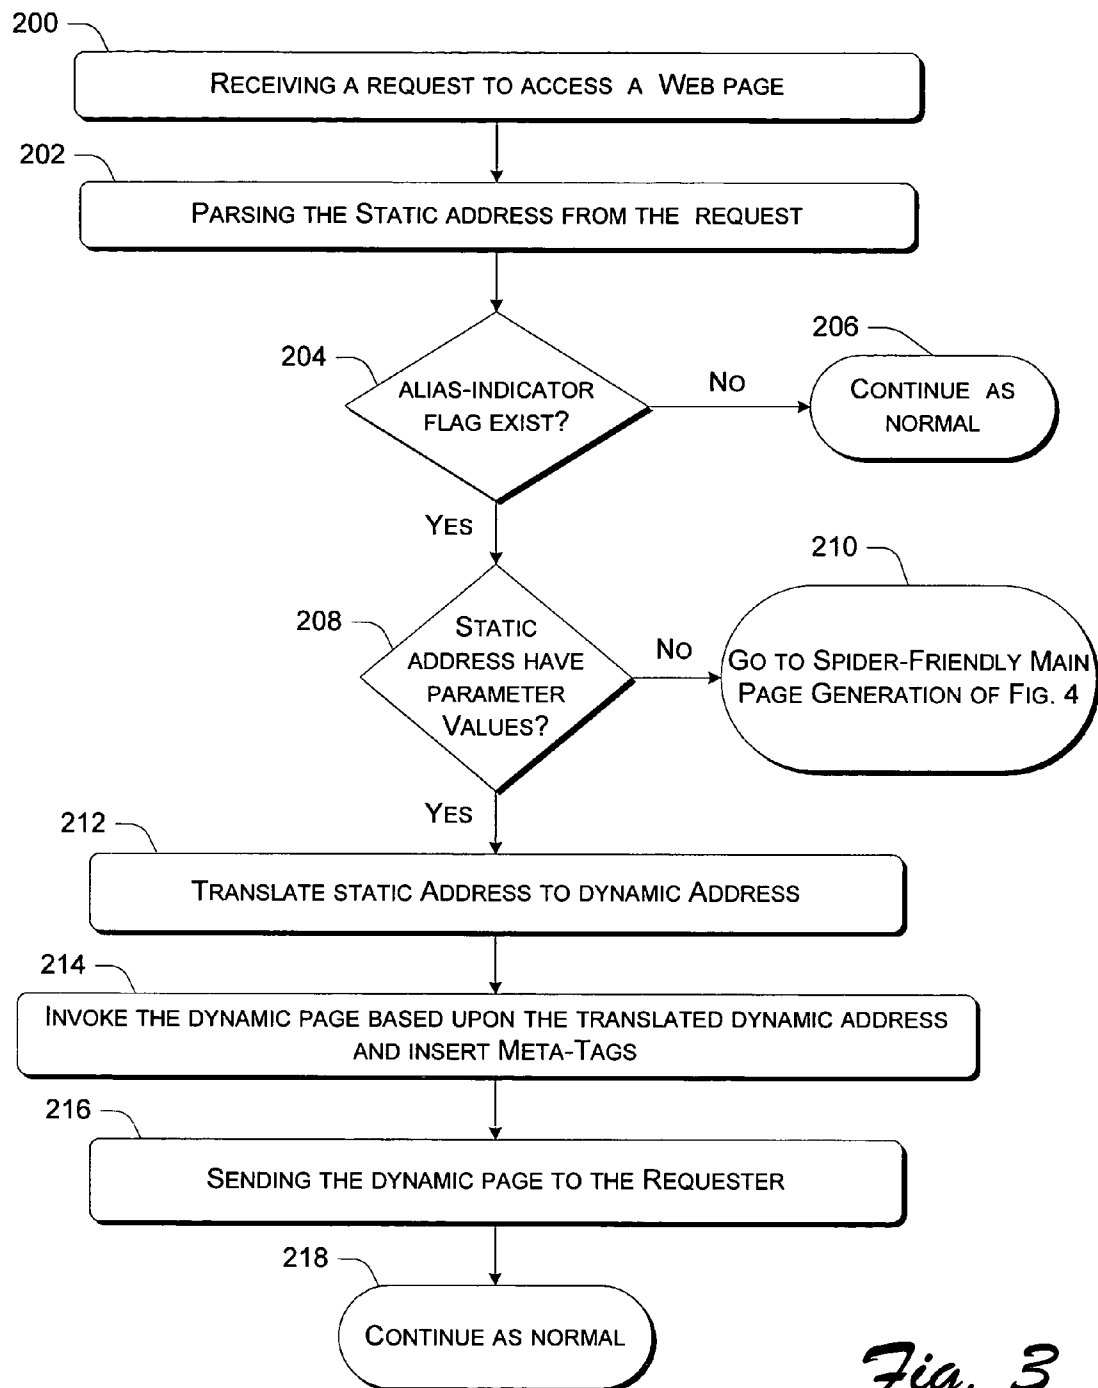 200
RECEIVING A REQUEST TO ACCESS A WEB PAGE
202
PARSING THE STATIC ADDRESS FROM THE REQUEST
204
ALIAS-INDICATOR
FLAG EXIST?
NO
206
CONTINUE AS
NORMAL
YES
208
STATIC
ADDRESS HAVE
PARAMETER
VALUES?
NO
210
GO TO SPIDER-FRIENDLY MAIN
PAGE GENERATION OF FIG. 4
YES
212
TRANSLATE STATIC ADDRESS TO DYNAMIC ADDRESS
214
INVOKE THE DYNAMIC PAGE BASED UPON THE TRANSLATED DYNAMIC ADDRESS
AND INSERT META-TAGS
216
SENDING THE DYNAMIC PAGE TO THE REQUESTER
218
CONTINUE AS NORMAL
Fig. 3